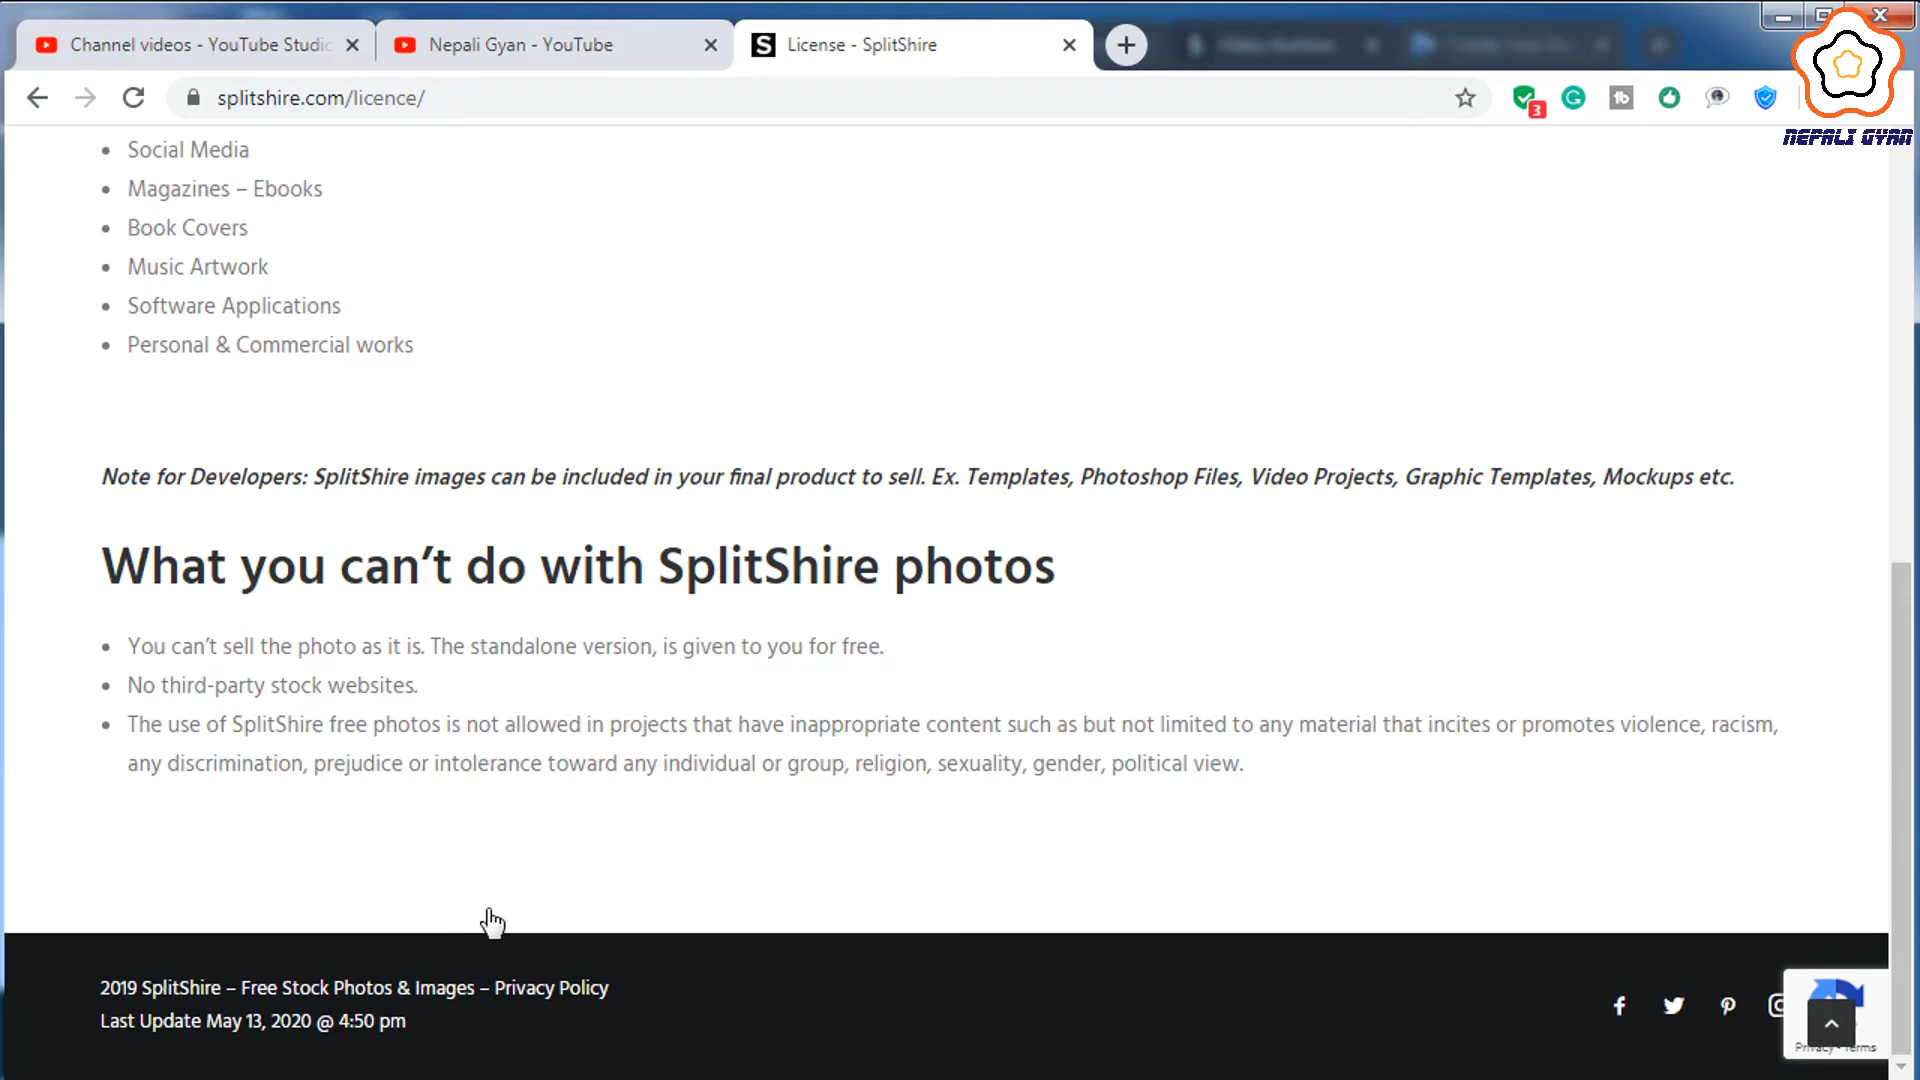 Channel videos - YouTube Studio
Nepali Gyan - YouTube
S
License - SplitShire
splitshire.com/licence/
3
G
tb
NEPALI GYAN
Social Media
Magazines – Ebooks
Book Covers
Music Artwork
Software Applications
Personal & Commercial works
Note for Developers: SplitShire images can be included in your final product to sell. Ex. Templates, Photoshop Files, Video Projects, Graphic Templates, Mockups etc.
What you can’t do with SplitShire photos
You can’t sell the photo as it is. The standalone version, is given to you for free.
No third-party stock websites.
The use of SplitShire free photos is not allowed in projects that have inappropriate content such as but not limited to any material that incites or promotes violence, racism,
any discrimination, prejudice or intolerance toward any individual or group, religion, sexuality, gender, political view.
2019 SplitShire – Free Stock Photos & Images – Privacy Policy
Last Update May 13, 2020 @ 4:50 pm
Privacy - Terms